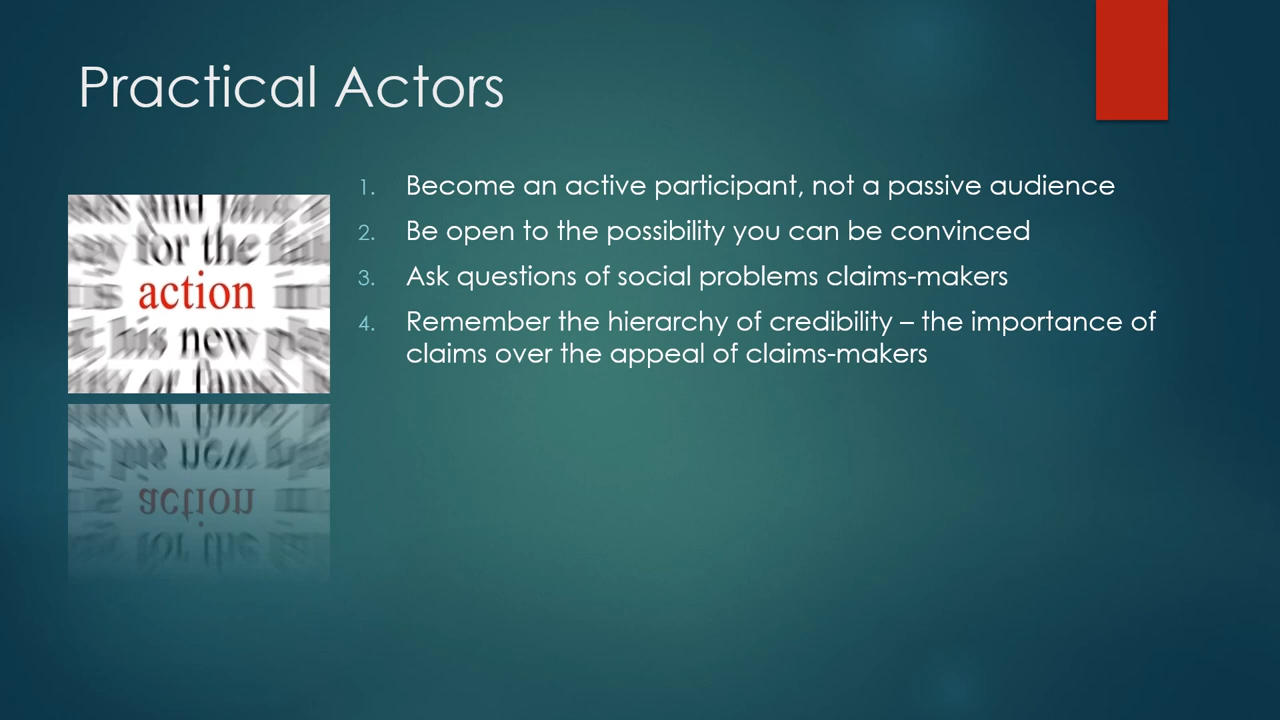 Practical Actors
1. Become an active participant, not a passive audience
2. Be open to the possibility you can be convinced
3. Ask questions of social problems claims-makers
4. Remember the hierarchy of credibility – the importance of
claims over the appeal of claims-makers
for the
action
his new